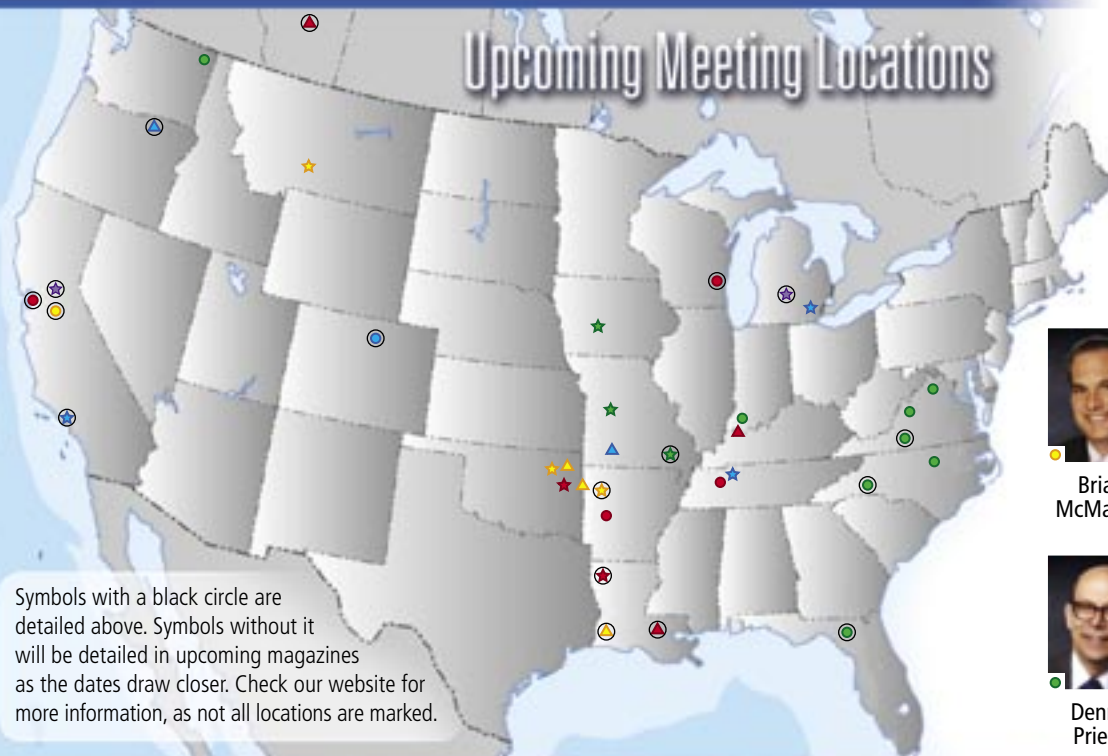 Upcoming Meeting Locations
Symbols with a black circle are
detailed above. Symbols without it
will be detailed in upcoming magazines
as the dates draw closer. Check our website for
more information, as not all locations are marked.